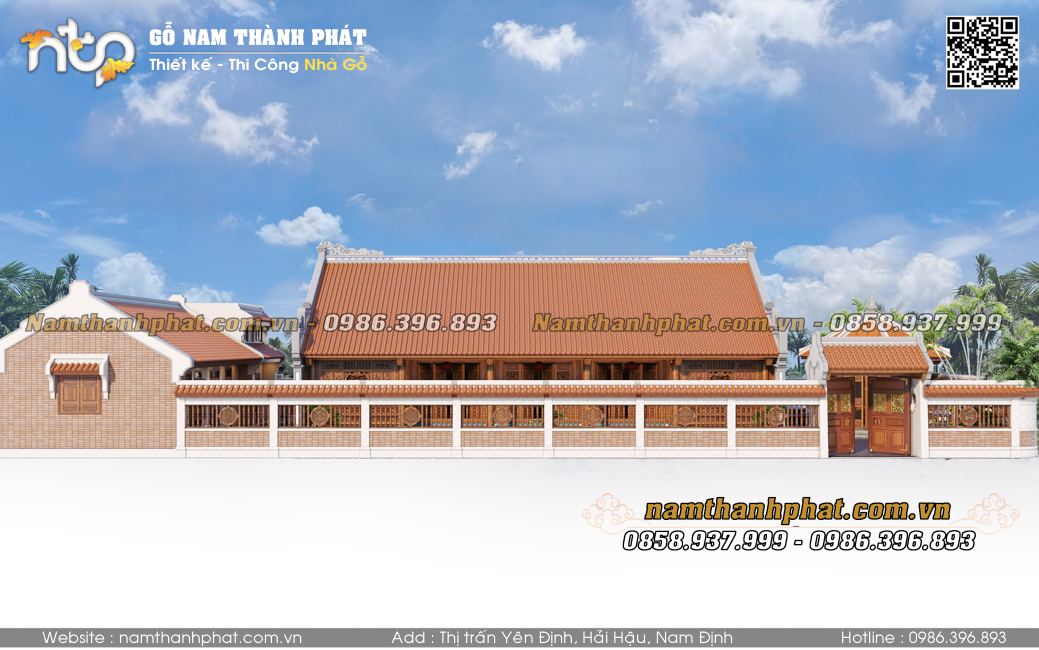 ntp
GỖ NAM THÀNH PHÁT
Thiết kế - Thi Công Nhà Gỗ
Namthanhphat.com.vn - 0986.396.893
Namthanhphat.com.vn - 0858.937.999
namthanhphat.com.vn
0858.937.999 - 0986.396.893
Website : namthanhphat.com.vn
Add : Thị trấn Yên Định, Hải Hậu, Nam Định
Hotline : 0986.396.893